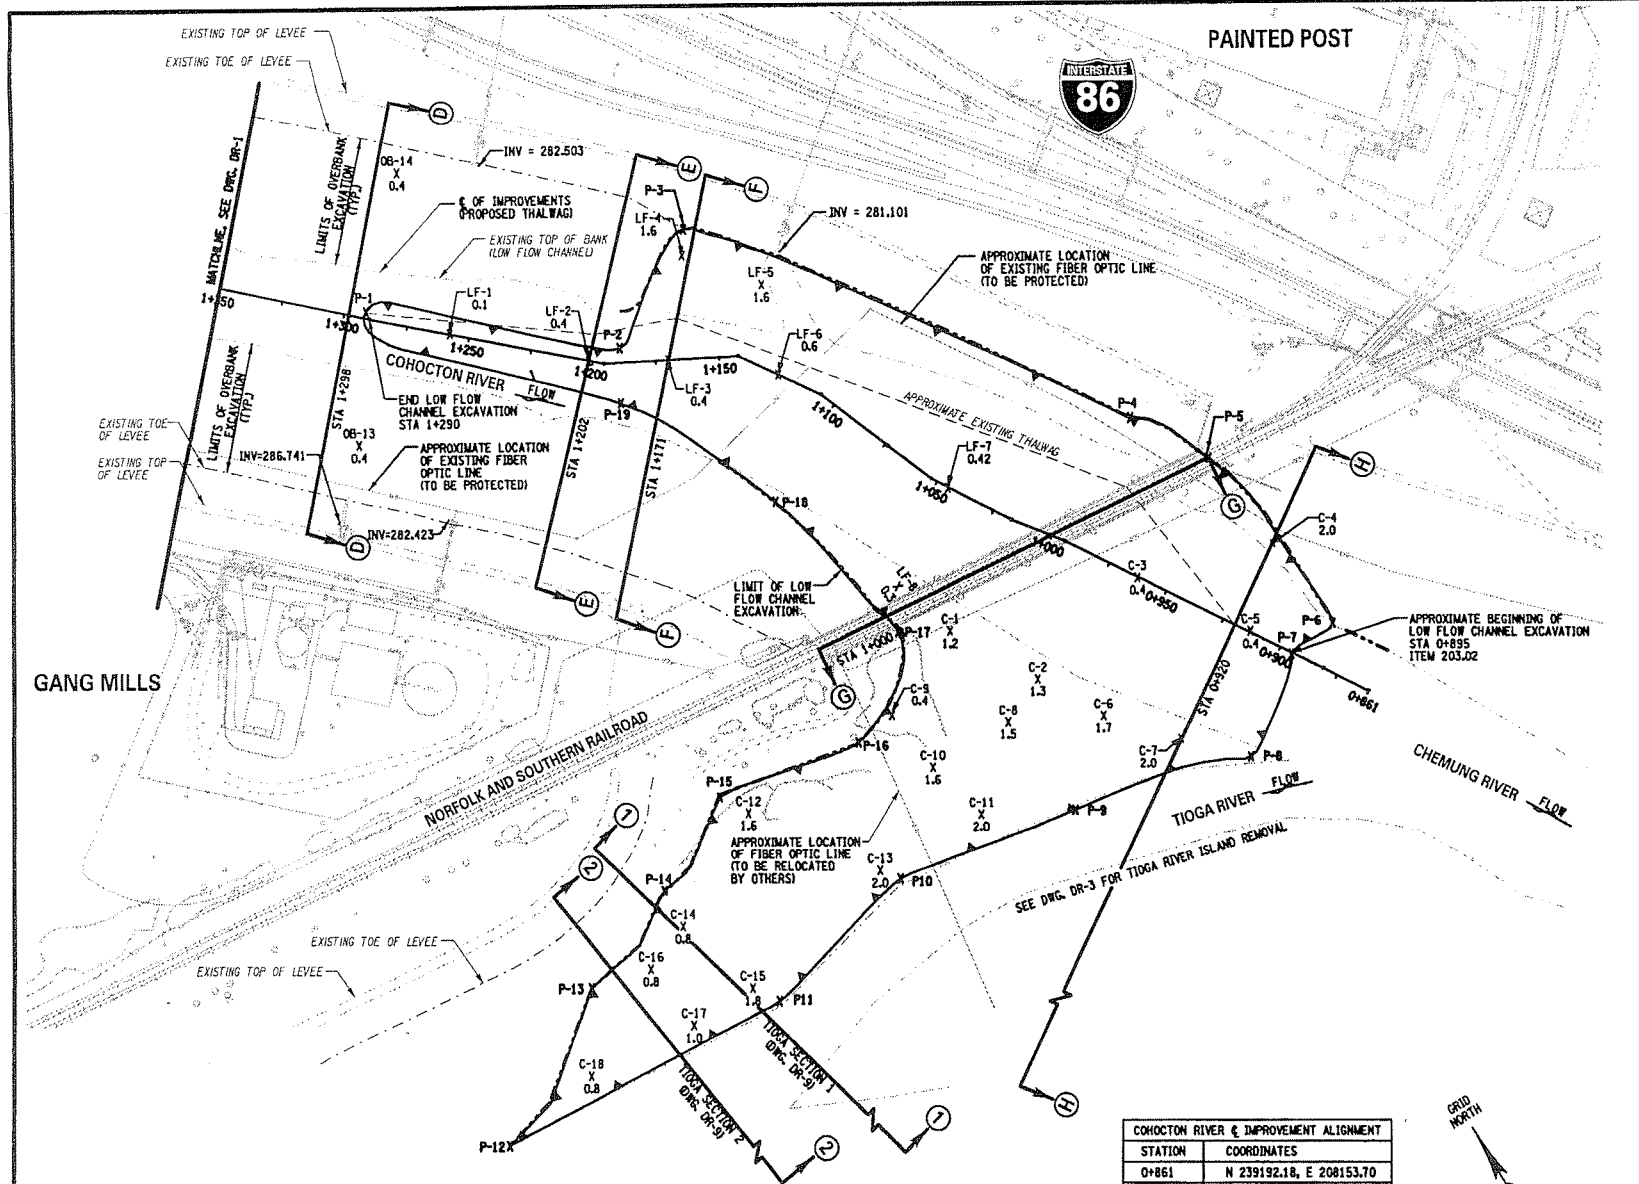 PAINTED POST
INTERSTATE
86
EXISTING TOP OF LEVEE
EXISTING TOE OF LEVEE
MATCHLINE, SEE DWG. DR-1
LIMITS OF OVERBANK
EXCAVATION
(TYP.)
OB-14
X
0.4
D
INV = 282.503
℄ OF IMPROVEMENTS
(PROPOSED THALWAG)
EXISTING TOP OF BANK
(LOW FLOW CHANNEL)
P-3
LF-4
1.6
E
F
INV = 281.101
LF-5
X
1.6
APPROXIMATE LOCATION
OF EXISTING FIBER OPTIC LINE
(TO BE PROTECTED)
1+350
P-1
1+300
LF-1
0.1
1+250
LF-2
0.4
P-2
1+200
LF-6
0.6
1+150
LF-3
0.4
1+100
COHOCTON RIVER
FLOW
P-19
END LOW FLOW
CHANNEL EXCAVATION
STA 1+290
STA 1+298
STA 1+202
STA 1+171
LIMITS OF OVERBANK
EXCAVATION
(TYP.)
EXISTING TOE
OF LEVEE
EXISTING TOP
OF LEVEE
INV=286.741
OB-13
X
0.4
APPROXIMATE LOCATION
OF EXISTING FIBER
OPTIC LINE
(TO BE PROTECTED)
INV=282.423
D
E
F
APPROXIMATE EXISTING THALWAG
P-4
P-5
LF-7
0.42
1+050
P-18
G
H
C-4
2.0
1+000
C-3
0.4
0+950
LIMIT OF LOW
FLOW CHANNEL
EXCAVATION
LF-8
P-17
STA 1+000
C-1
X
1.2
C-5
0.4
0+900
P-6
P-7
APPROXIMATE BEGINNING OF
LOW FLOW CHANNEL EXCAVATION
STA 0+895
ITEM 203.02
0+861
STA 0+920
GANG MILLS
G
C-2
X
1.3
C-9
0.4
C-8
X
1.5
C-6
X
1.7
C-7
2.0
P-16
C-10
X
1.6
P-8
CHEMUNG RIVER
FLOW
NORFOLK AND SOUTHERN RAILROAD
P-15
C-12
X
1.6
C-11
X
2.0
P-9
TIOGA RIVER
FLOW
1
2
APPROXIMATE LOCATION
OF FIBER OPTIC LINE
(TO BE RELOCATED
BY OTHERS)
C-13
X
2.0
P10
SEE DWG. DR-3 FOR TIOGA RIVER ISLAND REMOVAL
P-14
C-14
X
0.8
EXISTING TOE OF LEVEE
EXISTING TOP OF LEVEE
C-16
X
0.8
P-13
C-15
X
1.8
P11
C-17
X
1.0
C-18
X
0.8
TIOGA SECTION 1
(DWG. DR-9)
TIOGA SECTION 2
(DWG. DR-9)
P-12
1
2
H
GRID
NORTH
COHOCTON RIVER ℄ IMPROVEMENT ALIGNMENT
STATION COORDINATES
0+861 N 239192.18, E 208153.70